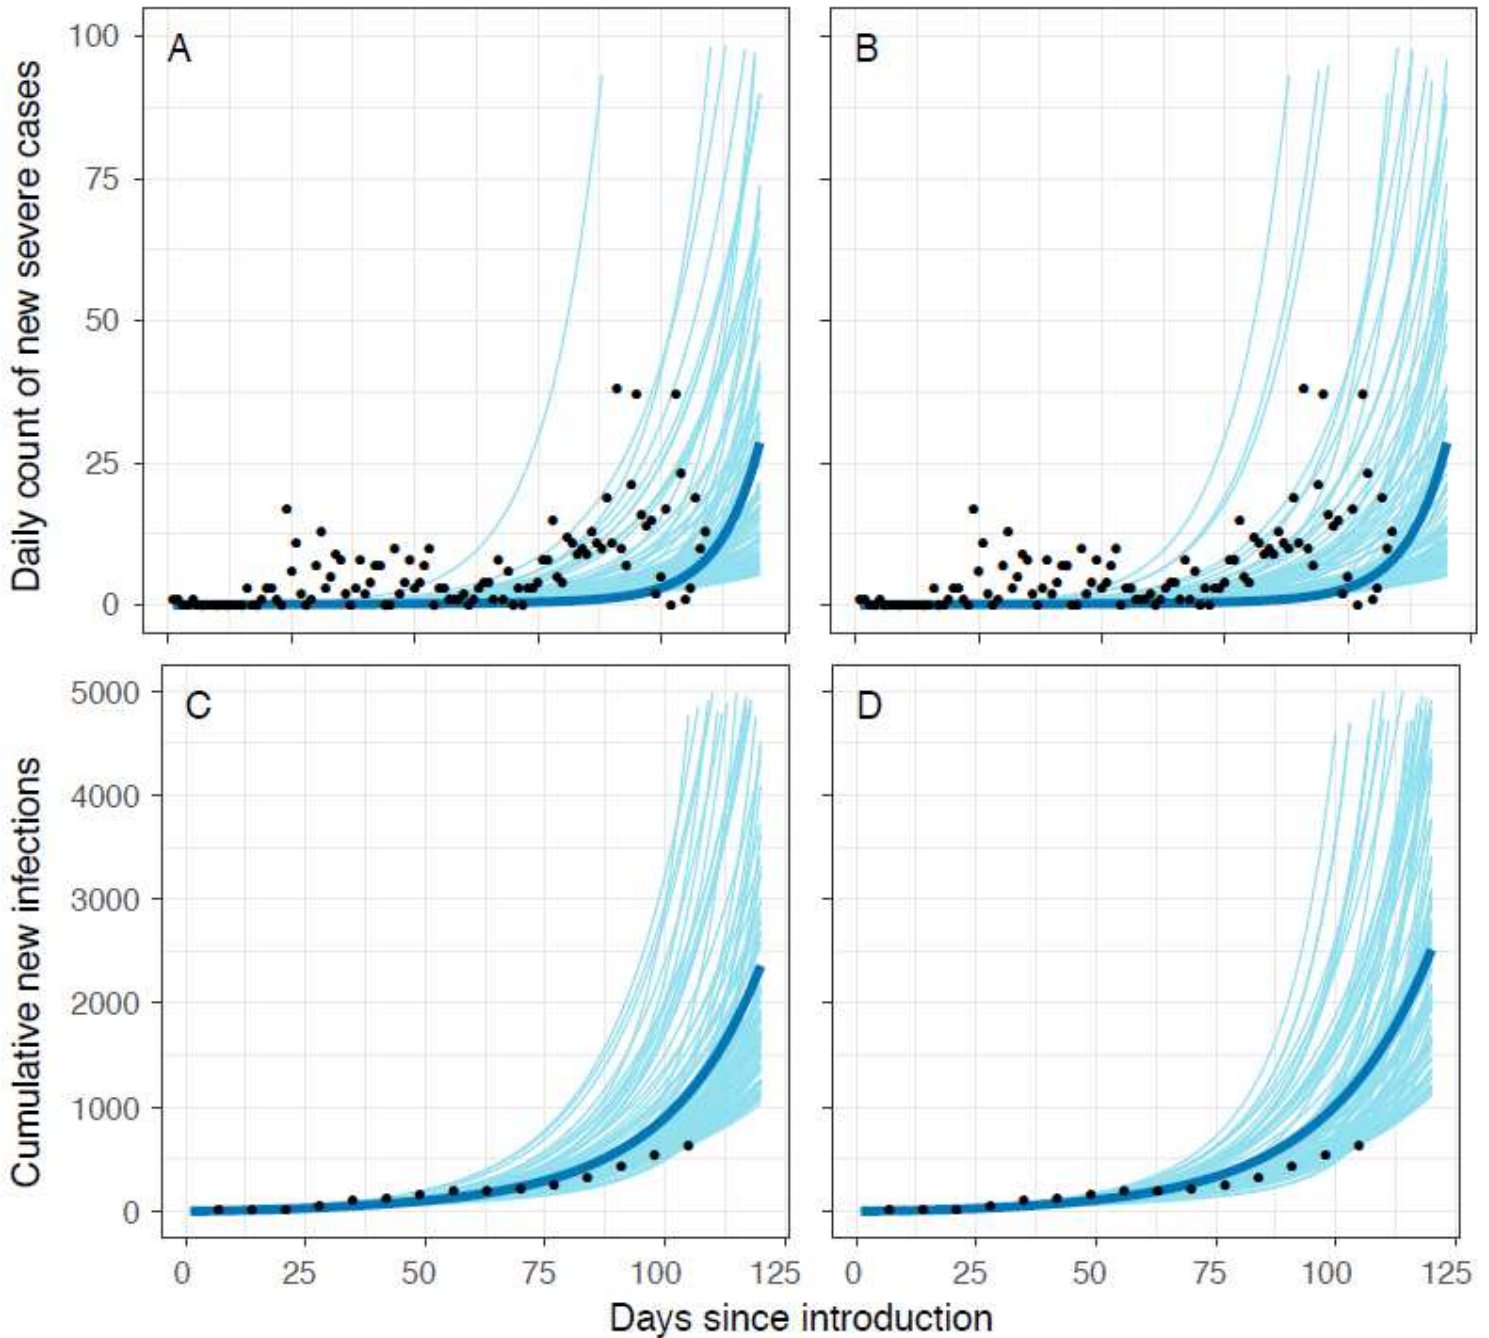 Daily count of new severe cases
100
75
50
25
0
A
B
Cumulative new infections
5000
4000
3000
2000
1000
0
C
D
0 25 50 75 100 125
0 25 50 75 100 125
Days since introduction